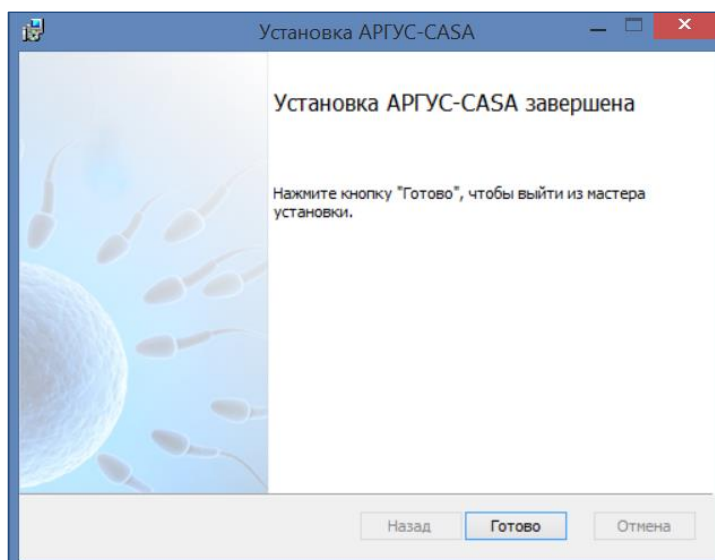 Установка АРГУС-CASA
Установка АРГУС-CASA завершена
Нажмите кнопку "Готово", чтобы выйти из мастера
установки.
Назад Готово Отмена